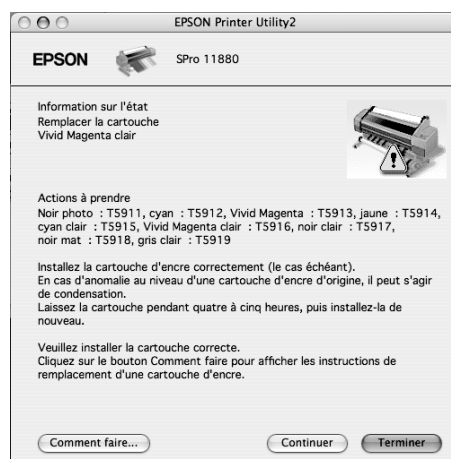 EPSON Printer Utility2
EPSON
SPro 11880
Information sur l'état
Remplacer la cartouche
Vivid Magenta clair
Actions à prendre
Noir photo : T5911, cyan : T5912, Vivid Magenta : T5913, jaune : T5914,
cyan clair : T5915, Vivid Magenta clair : T5916, noir clair : T5917,
noir mat : T5918, gris clair : T5919
Installez la cartouche d'encre correctement (le cas échéant).
En cas d'anomalie au niveau d'une cartouche d'encre d'origine, il peut s'agir
de condensation.
Laissez la cartouche pendant quatre à cinq heures, puis installez-la de
nouveau.
Veuillez installer la cartouche correcte.
Cliquez sur le bouton Comment faire pour afficher les instructions de
remplacement d'une cartouche d'encre.
Comment faire...
Continuer
Terminer